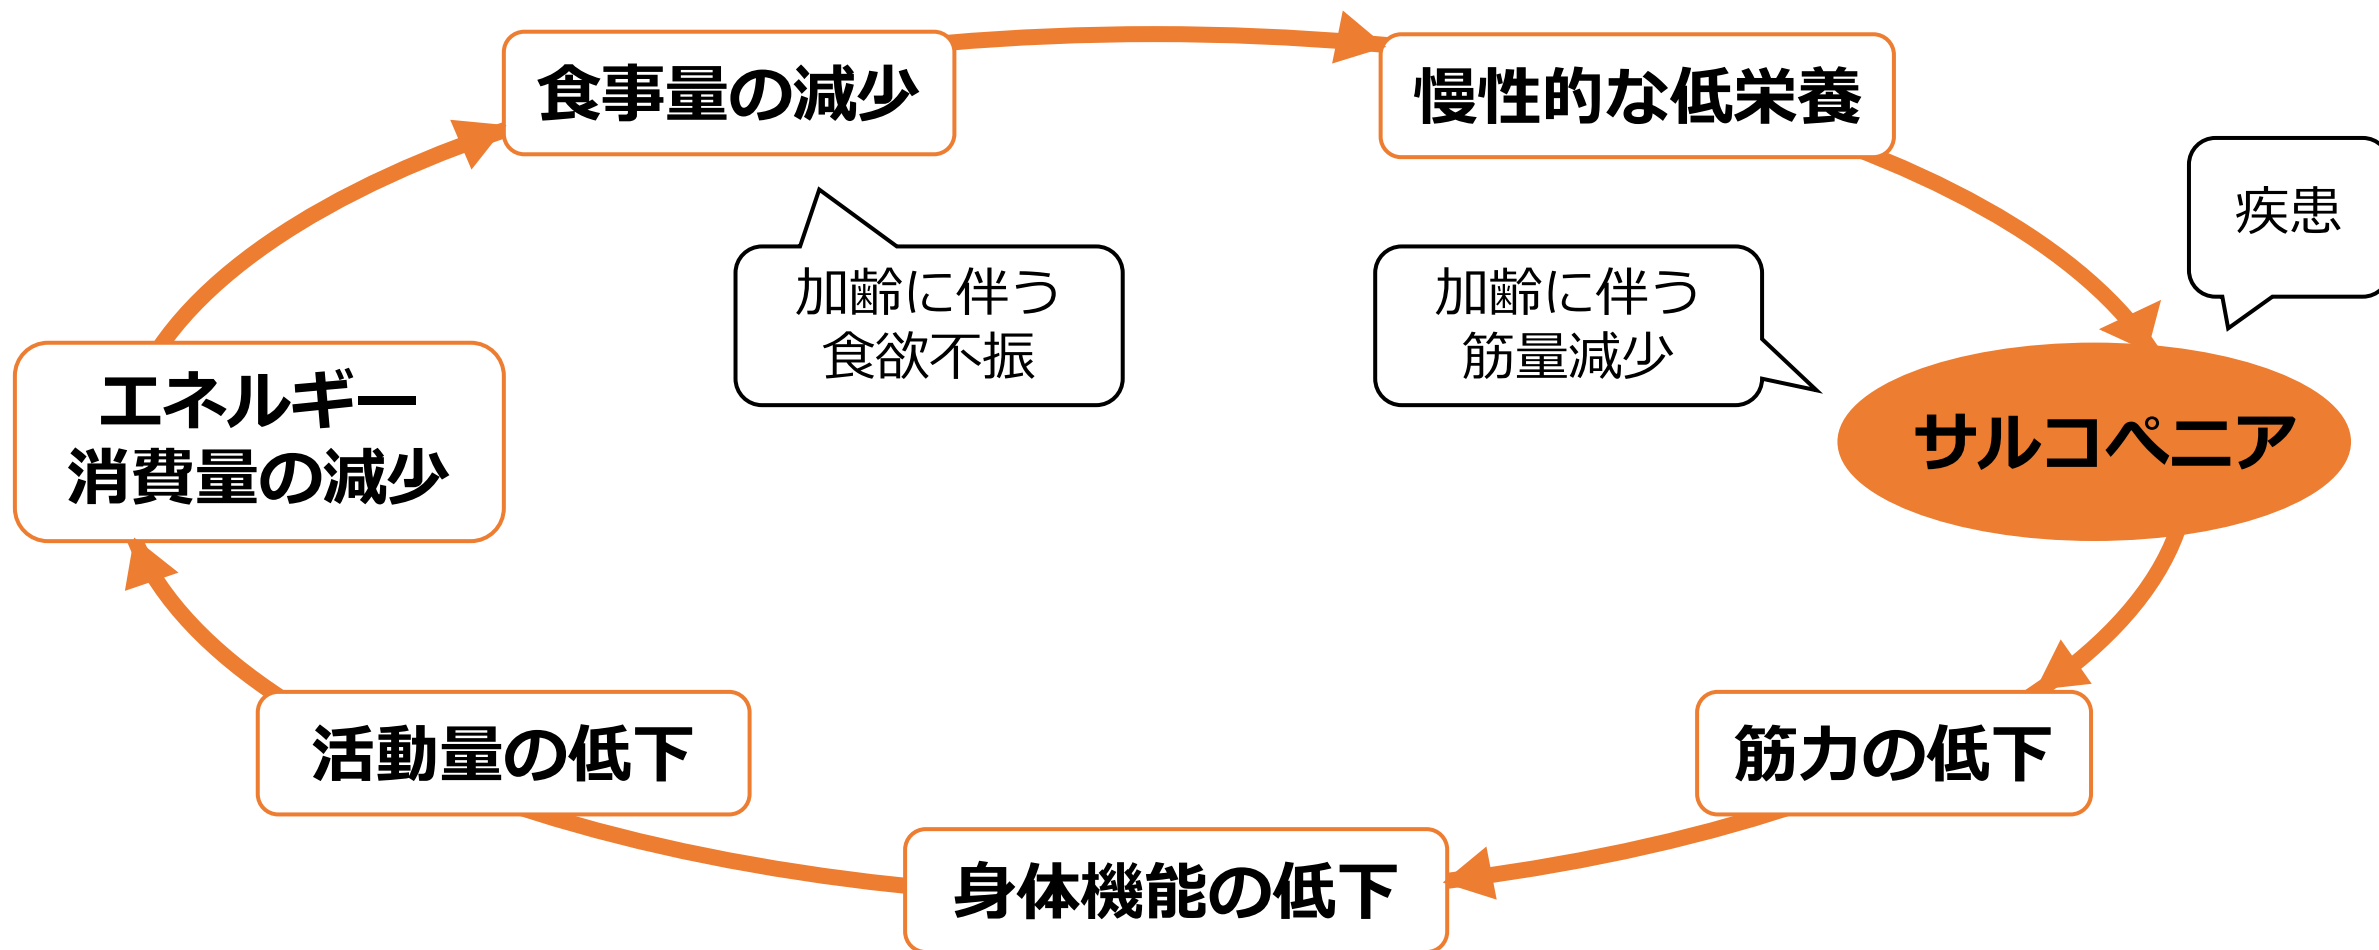 食事量の減少
慢性的な低栄養
疾患
加齢に伴う
食欲不振
加齢に伴う
筋量減少
エネルギー
消費量の減少
サルコペニア
活動量の低下
筋力の低下
身体機能の低下